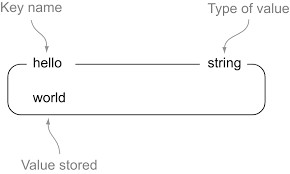 Key name
Type of value
hello
string
world
Value stored